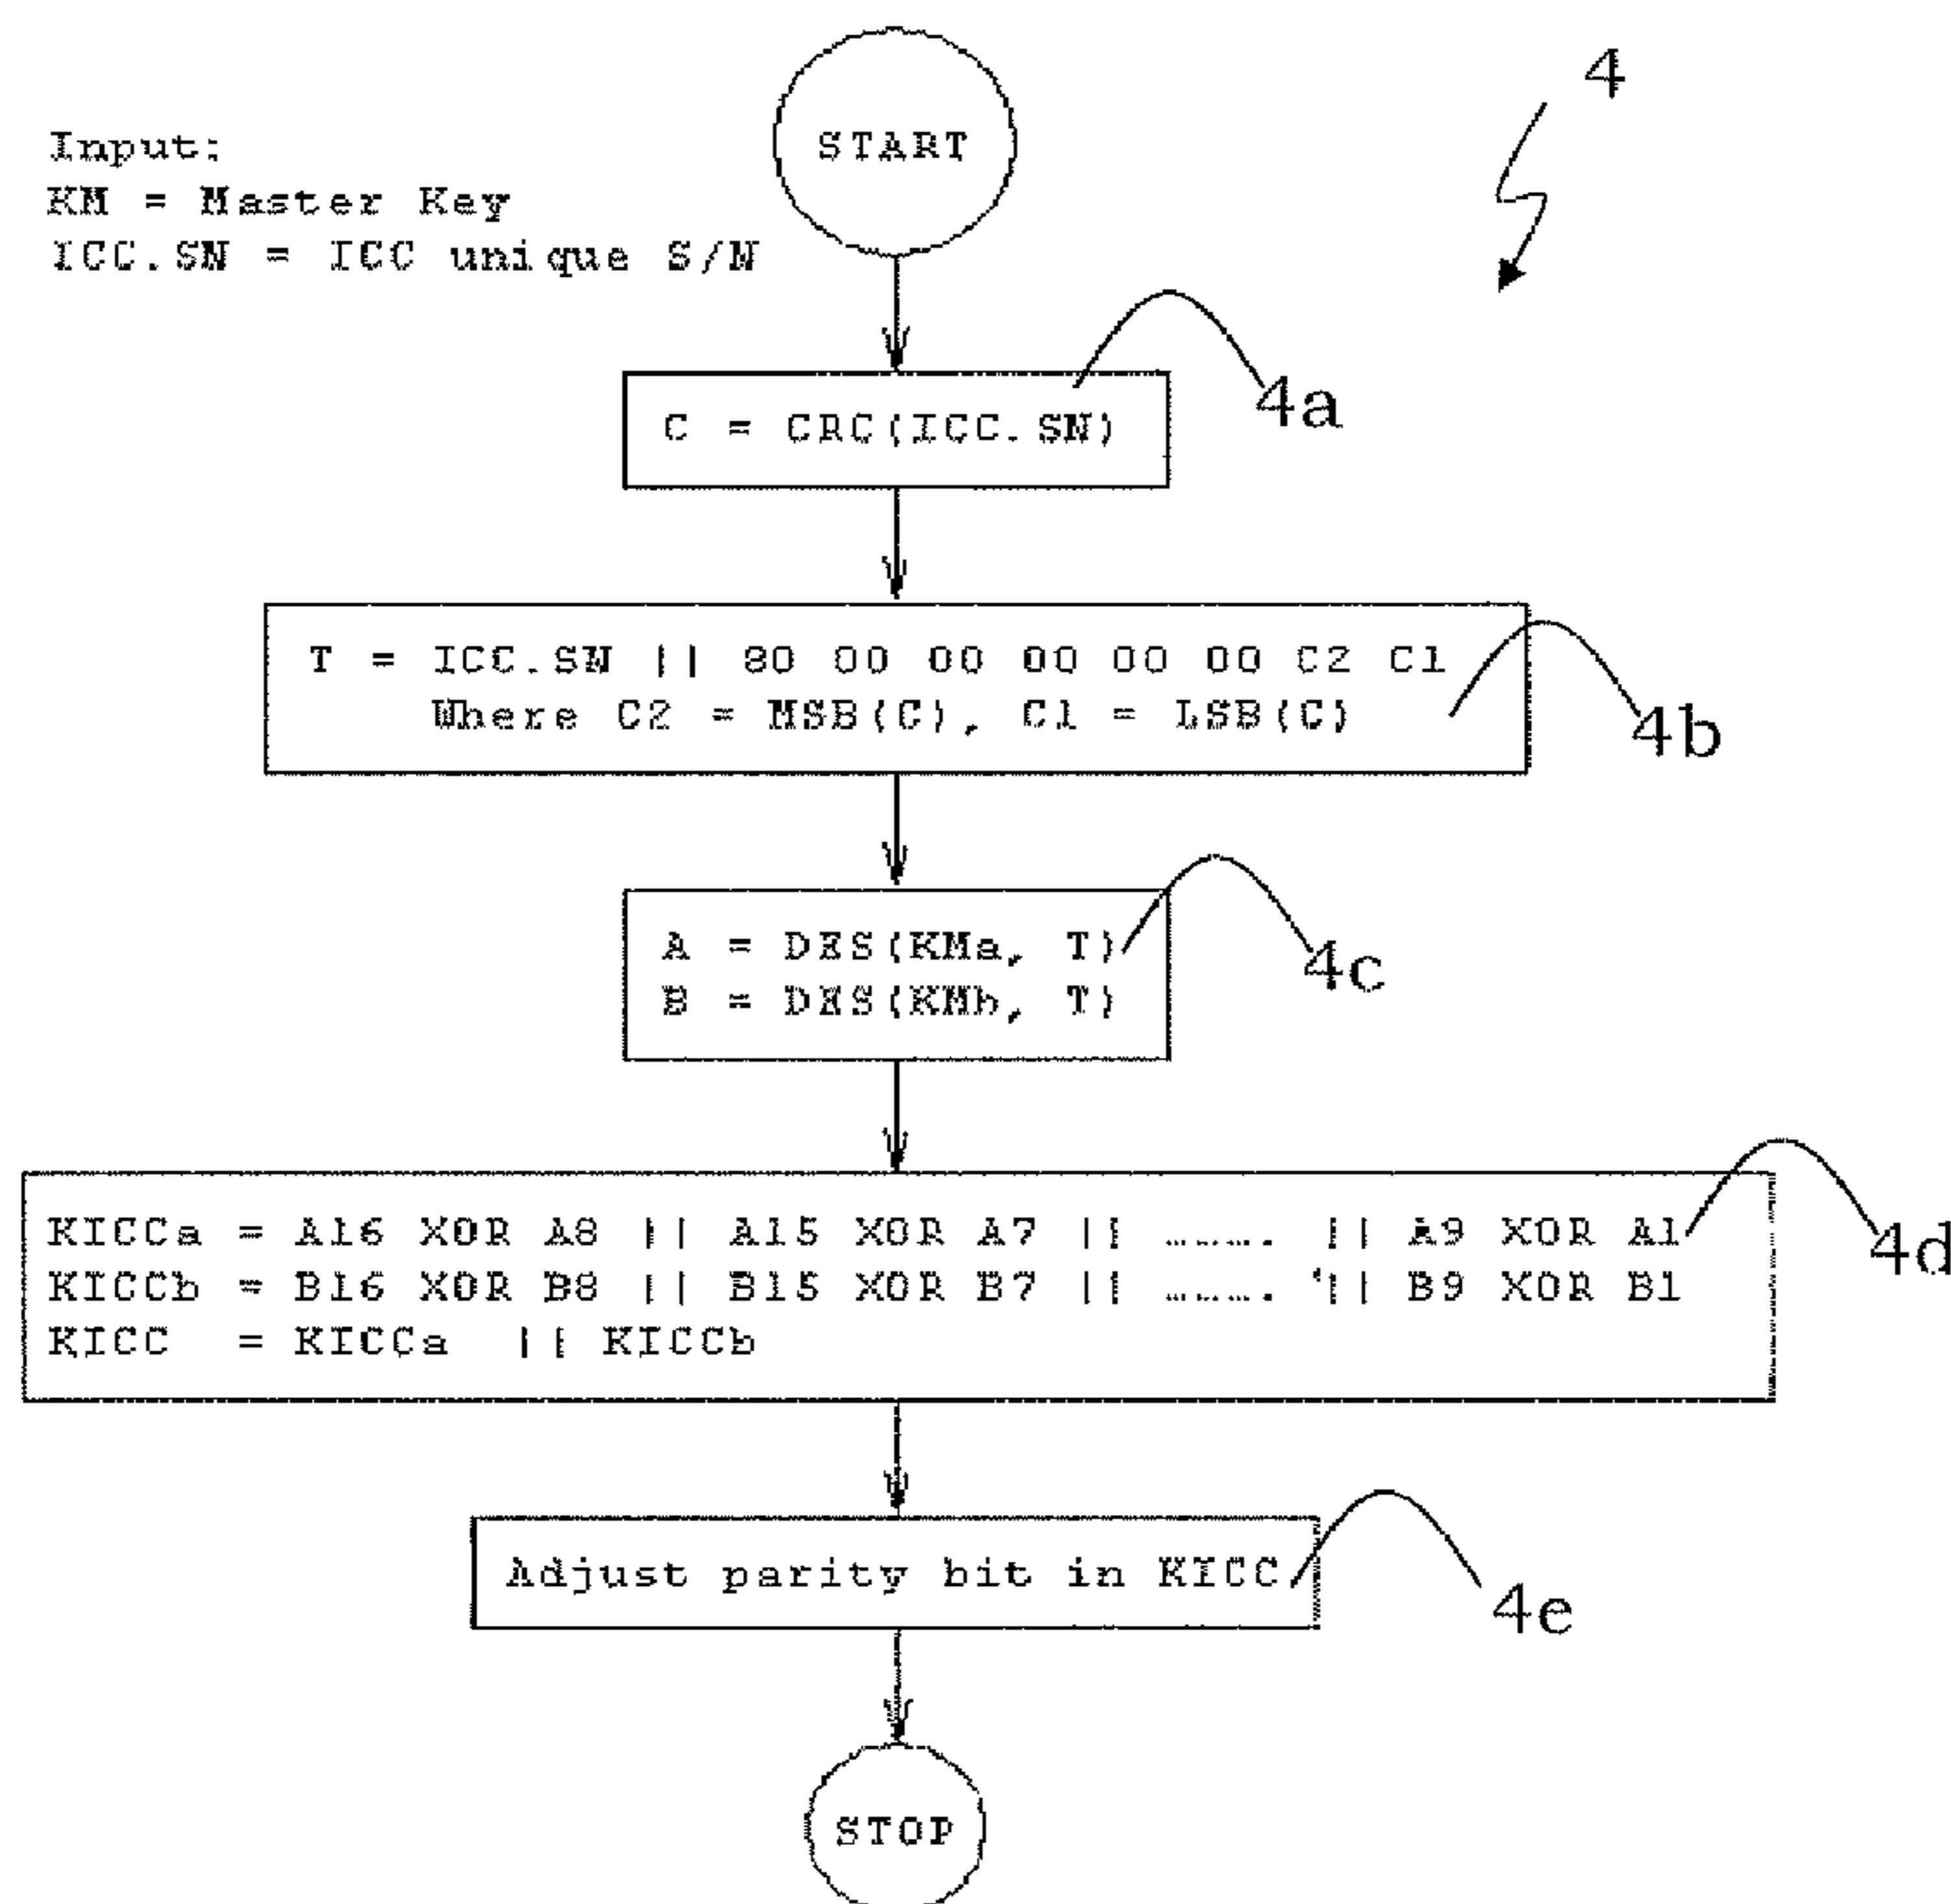 4
START
Input:
KM = Master Key
ICC.SN = ICC unique S/N
4a
C = CRC(ICC.SN)
T = ICC.SN || 80 00 00 00 00 00 C2 C1
Where C2 = MSB(C), C1 = LSB(C)
4b
A = DES(KMa, T)
B = DES(KMb, T)
4c
KICCa = A16 XOR A8 || A15 XOR A7 || ...... || A9 XOR A1
KICCb = B16 XOR B8 || B15 XOR B7 || ...... || B9 XOR B1
KICC = KICCa || KICCb
4d
Adjust parity bit in KICC
4e
STOP